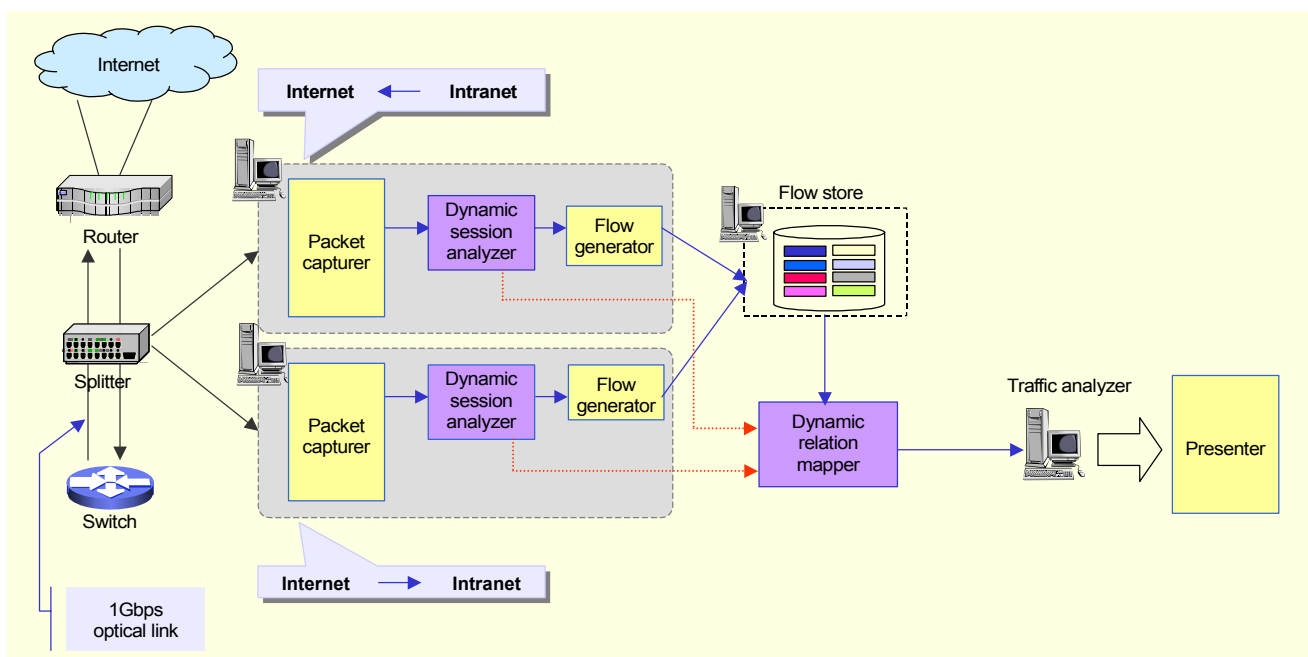 Internet
Internet Intranet
Router
Splitter
Switch
1Gbps
optical link
Packet
capturer
Dynamic
session
analyzer
Flow
generator
Packet
capturer
Dynamic
session
analyzer
Flow
generator
Internet Intranet
Flow store
Dynamic
relation
mapper
Traffic analyzer
Presenter